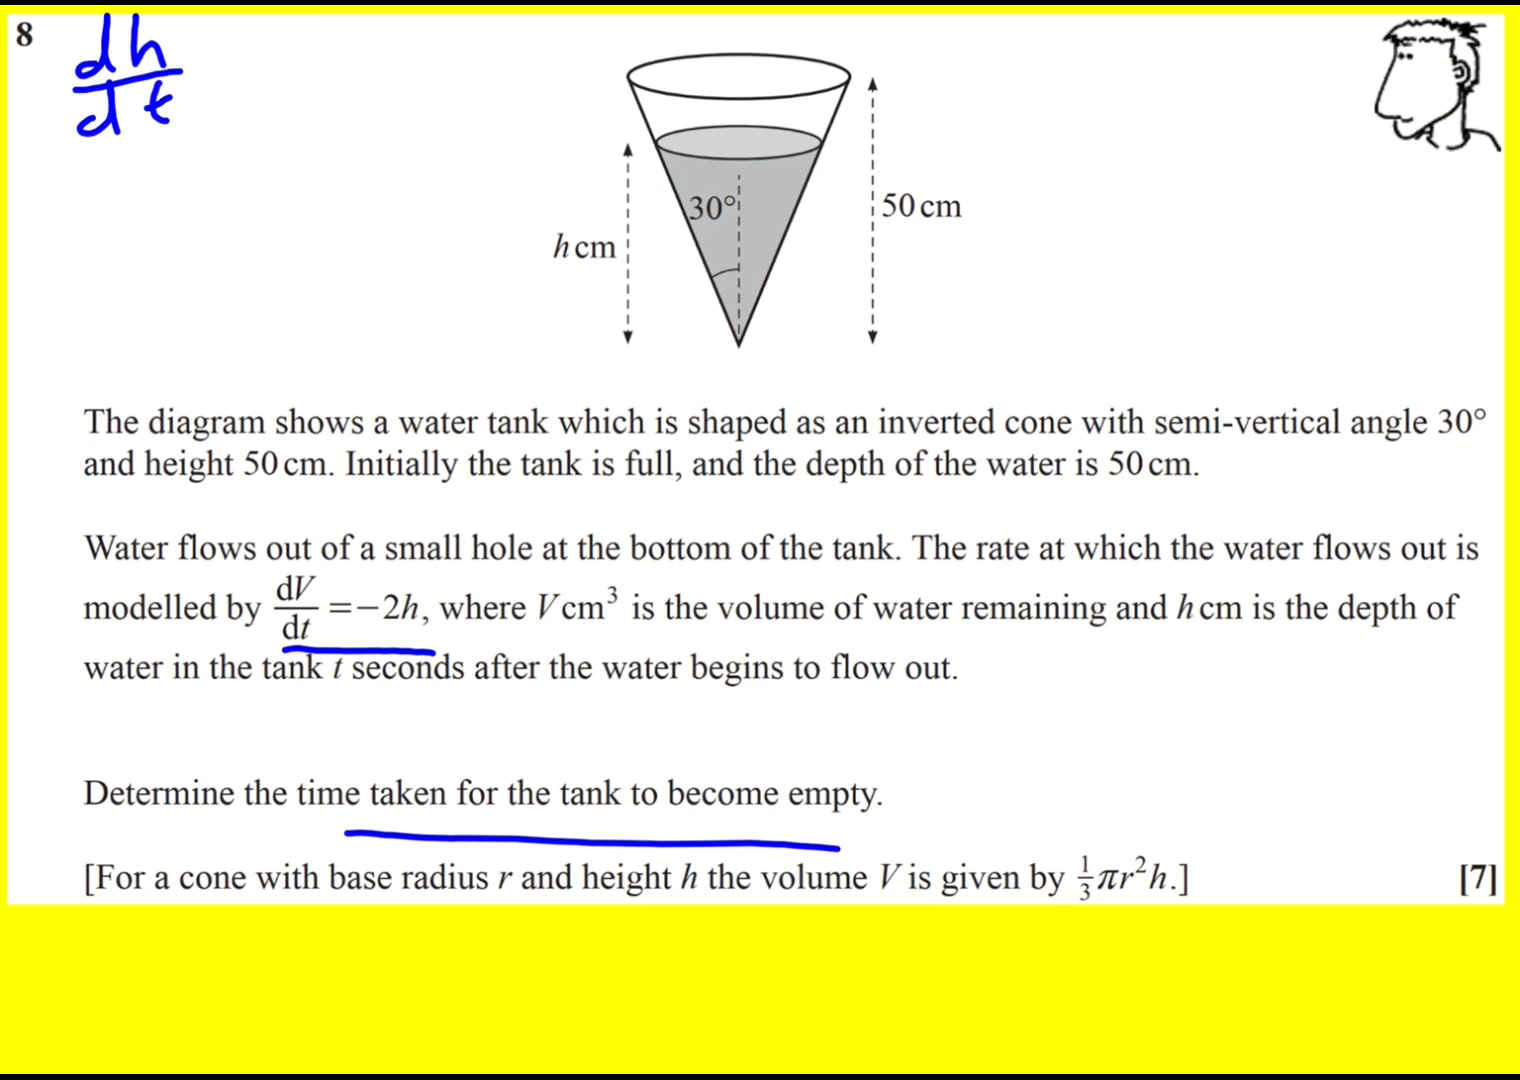 8
dh
dt
30°
h cm
50 cm
The diagram shows a water tank which is shaped as an inverted cone with semi-vertical angle 30°
and height 50 cm. Initially the tank is full, and the depth of the water is 50 cm.
Water flows out of a small hole at the bottom of the tank. The rate at which the water flows out is
modelled by dV/dt = −2h, where V cm³ is the volume of water remaining and h cm is the depth of
water in the tank t seconds after the water begins to flow out.
Determine the time taken for the tank to become empty.
[For a cone with base radius r and height h the volume V is given by ⅓πr²h.] [7]